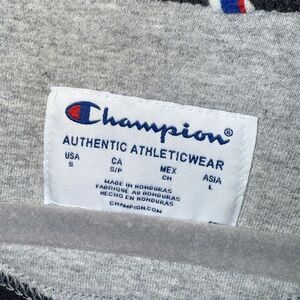 Champion®
AUTHENTIC ATHLETICWEAR
USA CA MEX ASIA
S S/P CH L
MADE IN HONDURAS
FABRIQUÉ AU HONDURAS
HECHO EN HONDURAS
CHAMPION.COM